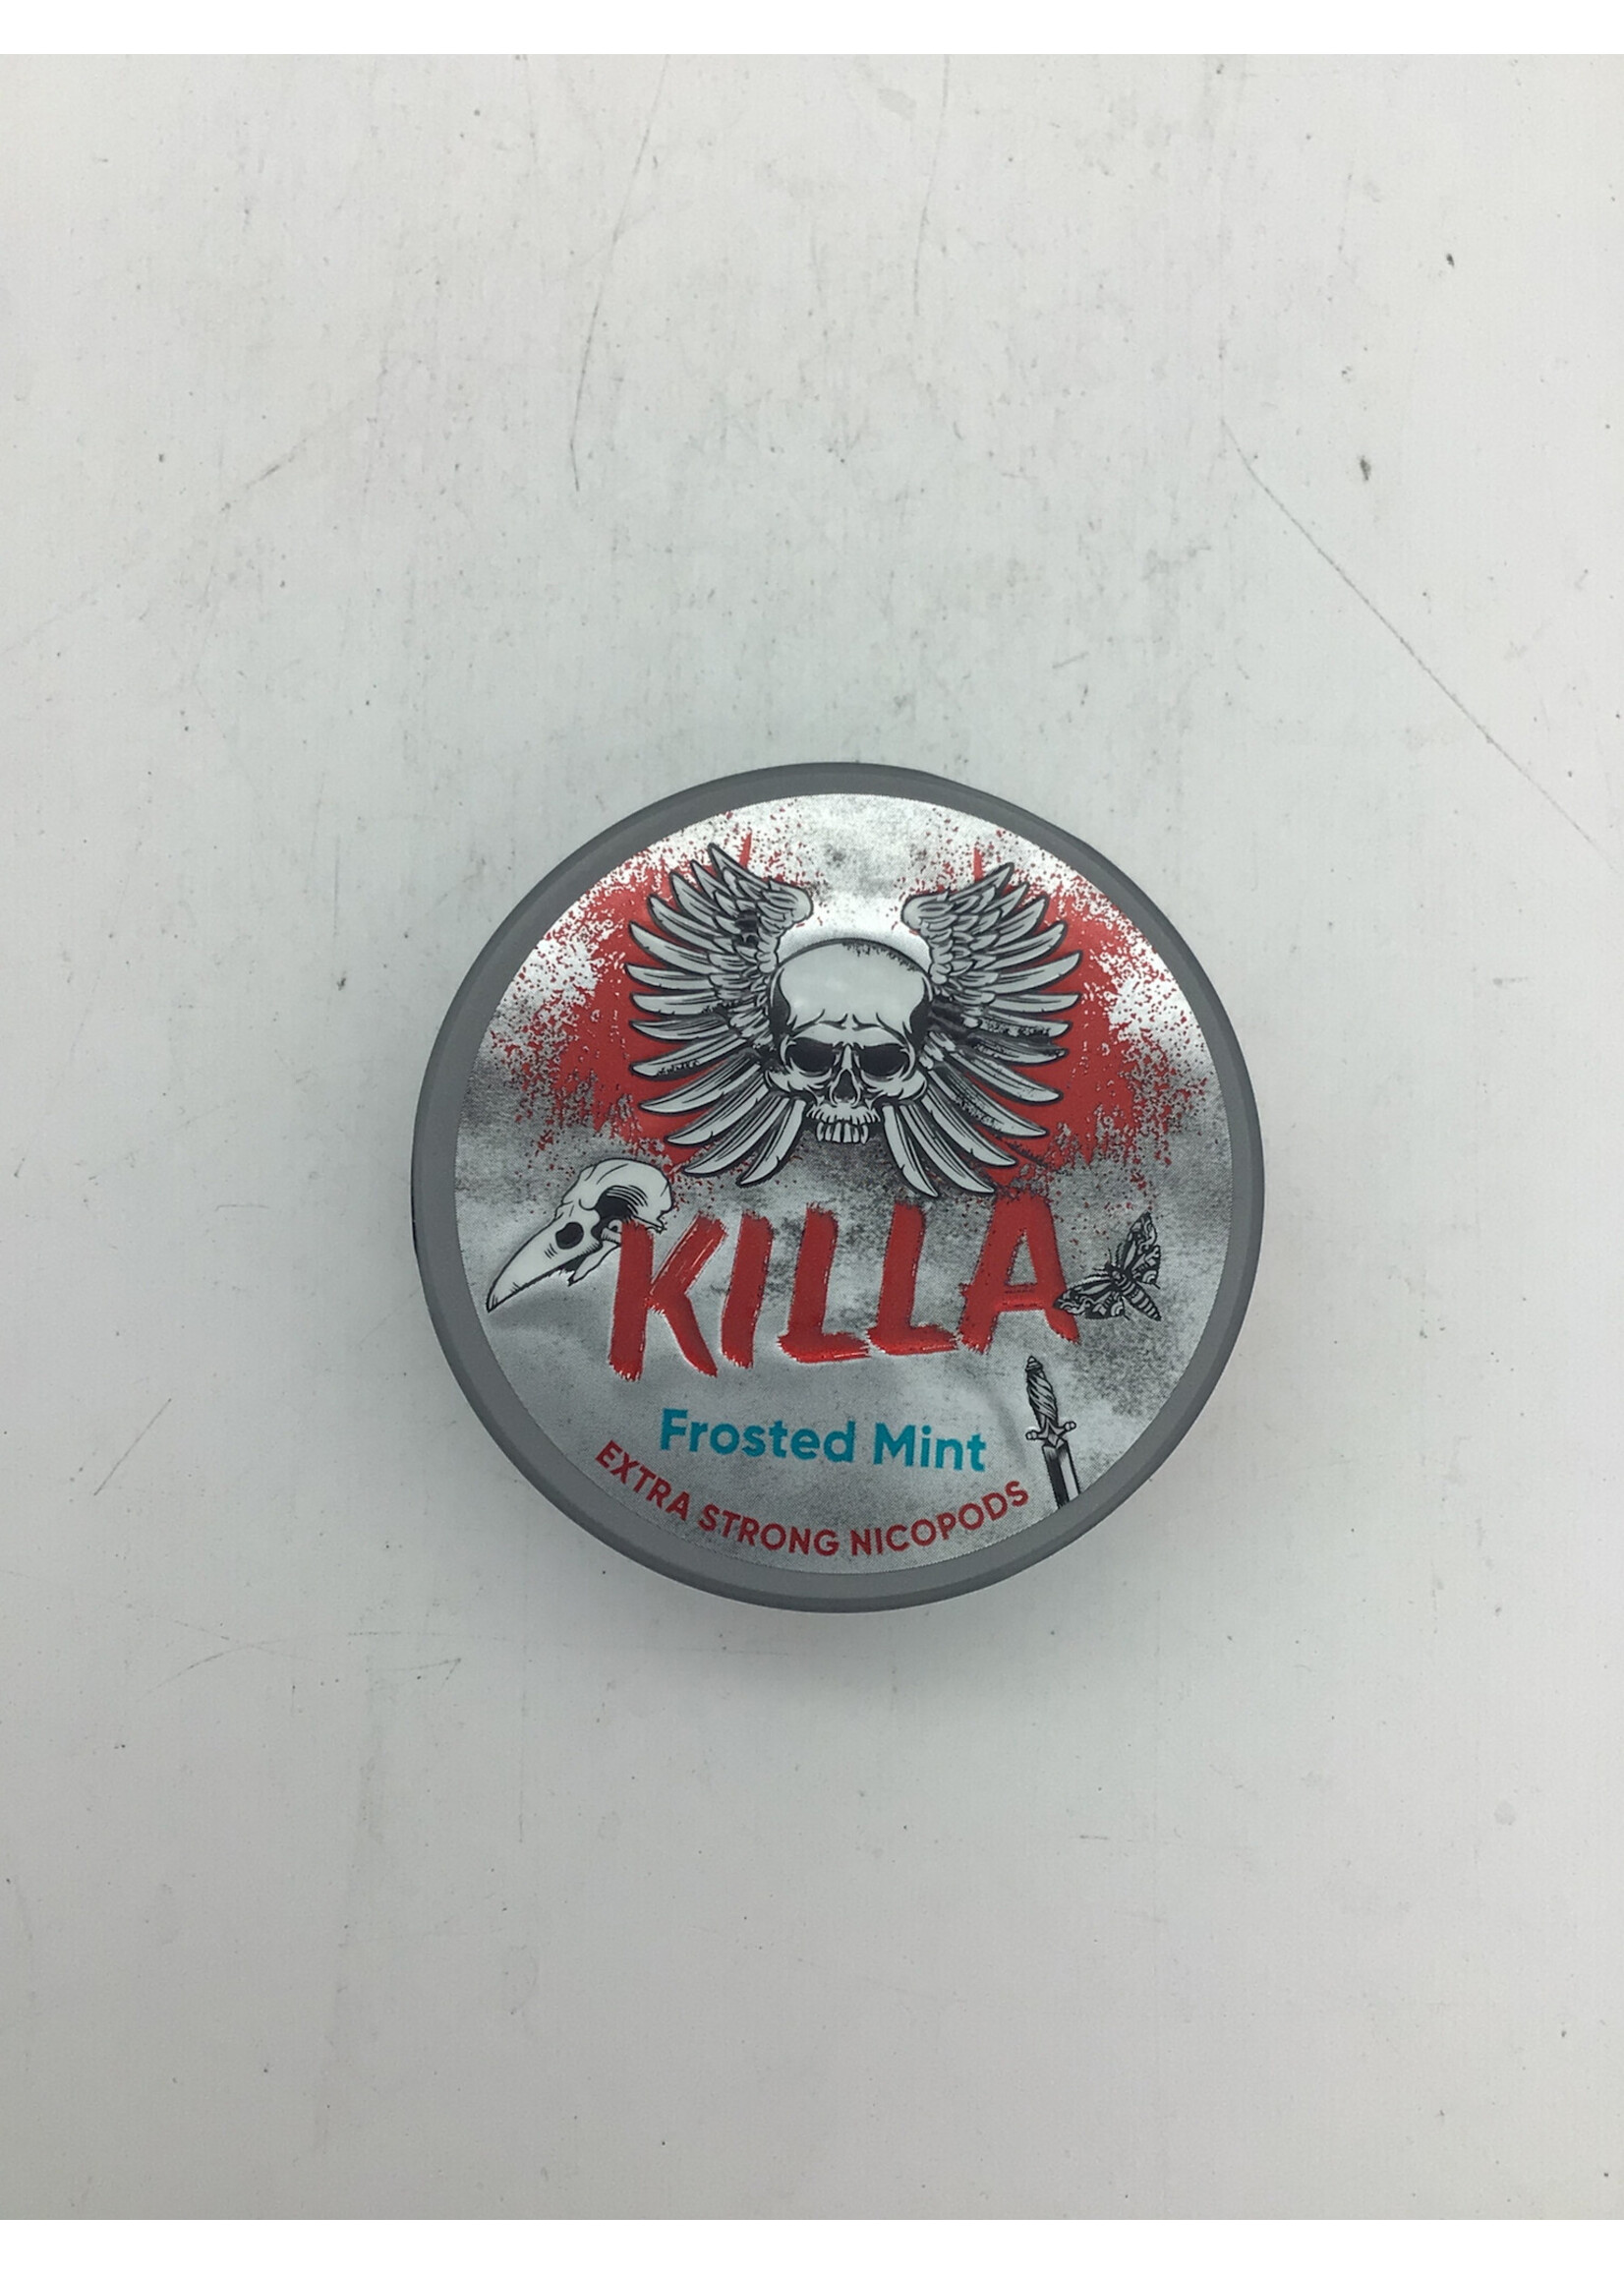 KILLA
Frosted Mint
EXTRA STRONG NICOPODS